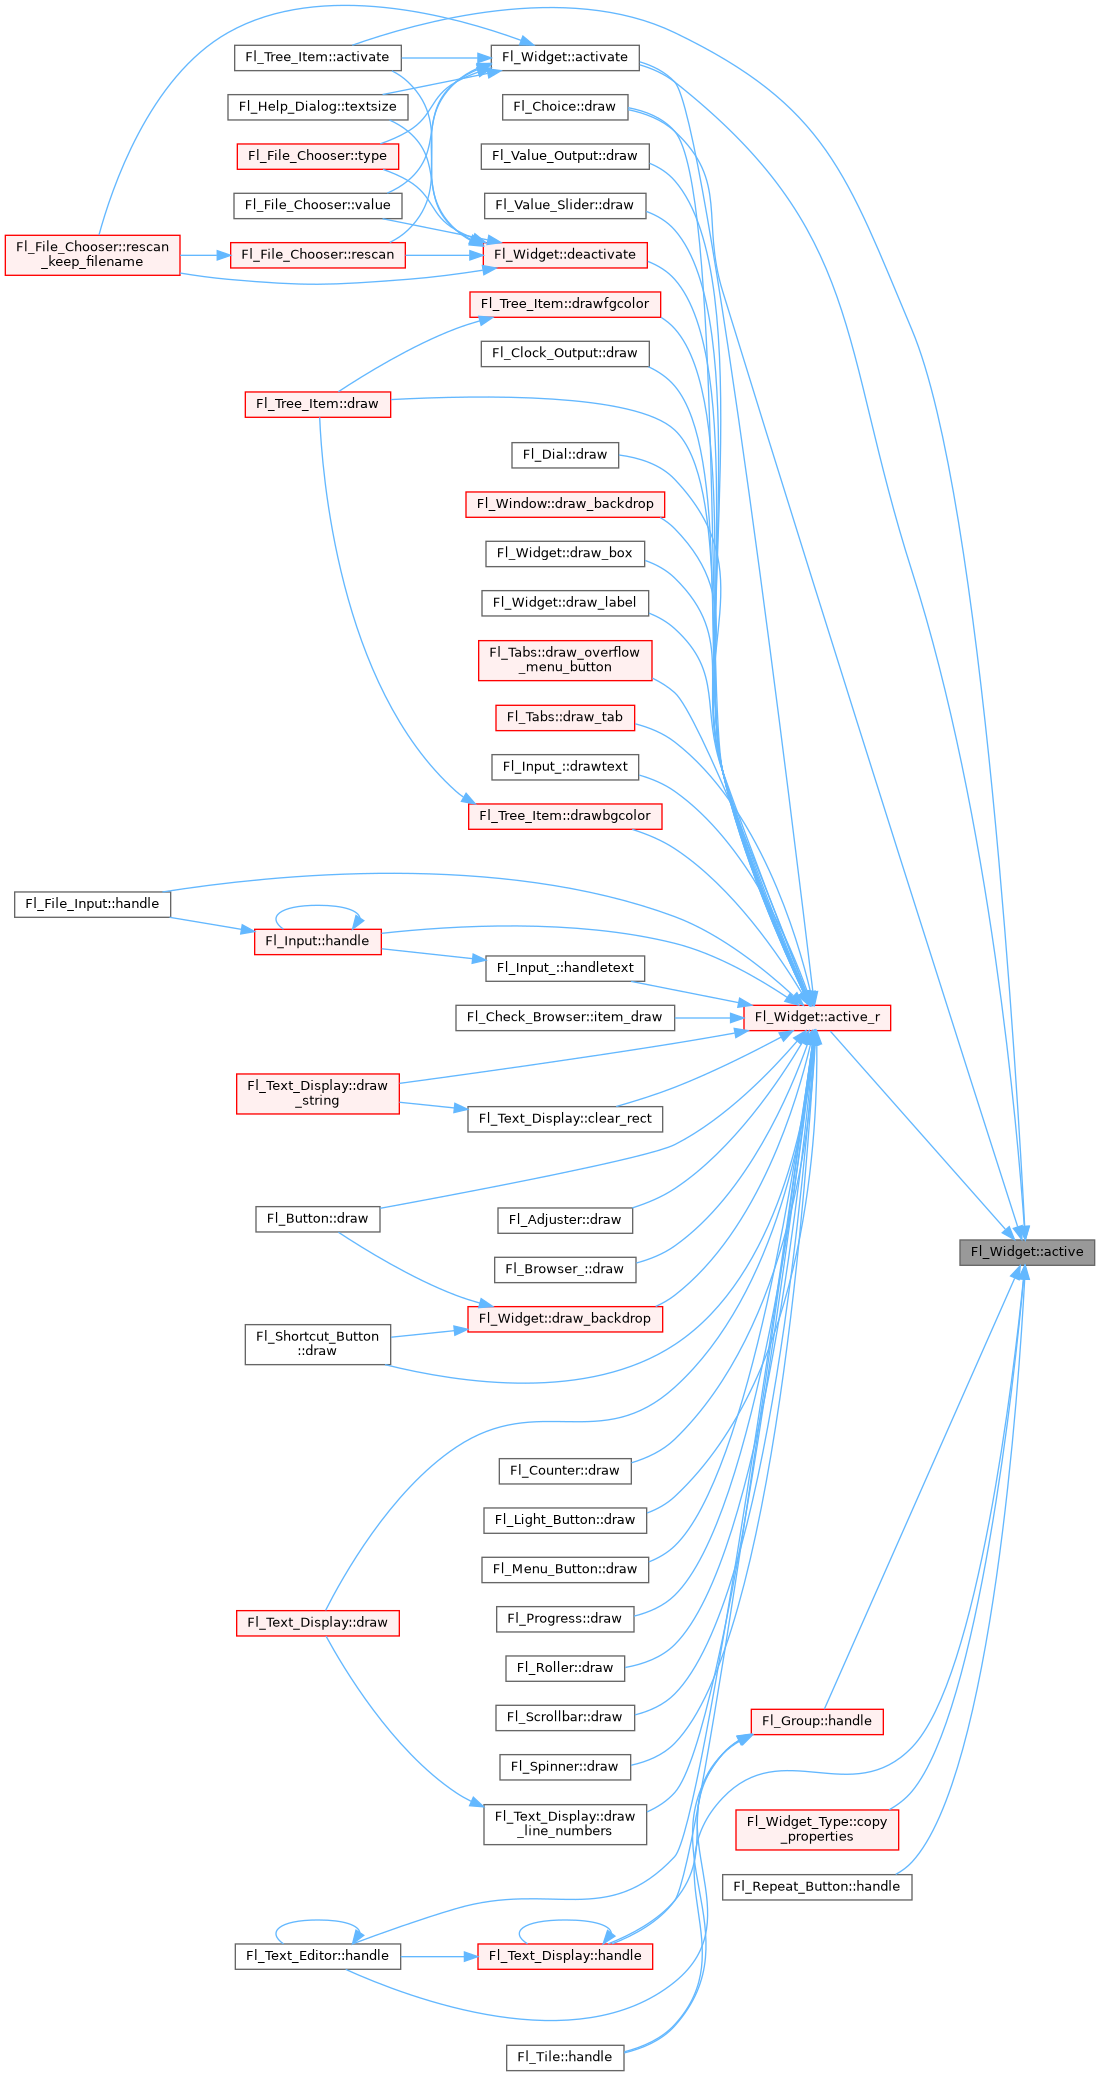 Fl_Tree_Item::activate
Fl_Widget::activate
Fl_Help_Dialog::textsize
Fl_Choice::draw
Fl_File_Chooser::type
Fl_Value_Output::draw
Fl_File_Chooser::value
Fl_Value_Slider::draw
Fl_File_Chooser::rescan
_keep_filename
Fl_File_Chooser::rescan
Fl_Widget::deactivate
Fl_Tree_Item::drawfgcolor
Fl_Clock_Output::draw
Fl_Tree_Item::draw
Fl_Dial::draw
Fl_Window::draw_backdrop
Fl_Widget::draw_box
Fl_Widget::draw_label
Fl_Tabs::draw_overflow
_menu_button
Fl_Tabs::draw_tab
Fl_Input_::drawtext
Fl_Tree_Item::drawbgcolor
Fl_File_Input::handle
Fl_Input::handle
Fl_Input_::handletext
Fl_Check_Browser::item_draw
Fl_Widget::active_r
Fl_Text_Display::draw
_string
Fl_Text_Display::clear_rect
Fl_Button::draw
Fl_Adjuster::draw
Fl_Widget::active
Fl_Browser_::draw
Fl_Widget::draw_backdrop
Fl_Shortcut_Button
::draw
Fl_Counter::draw
Fl_Light_Button::draw
Fl_Menu_Button::draw
Fl_Progress::draw
Fl_Text_Display::draw
Fl_Roller::draw
Fl_Scrollbar::draw
Fl_Group::handle
Fl_Spinner::draw
Fl_Text_Display::draw
_line_numbers
Fl_Widget_Type::copy
_properties
Fl_Repeat_Button::handle
Fl_Text_Editor::handle
Fl_Text_Display::handle
Fl_Tile::handle